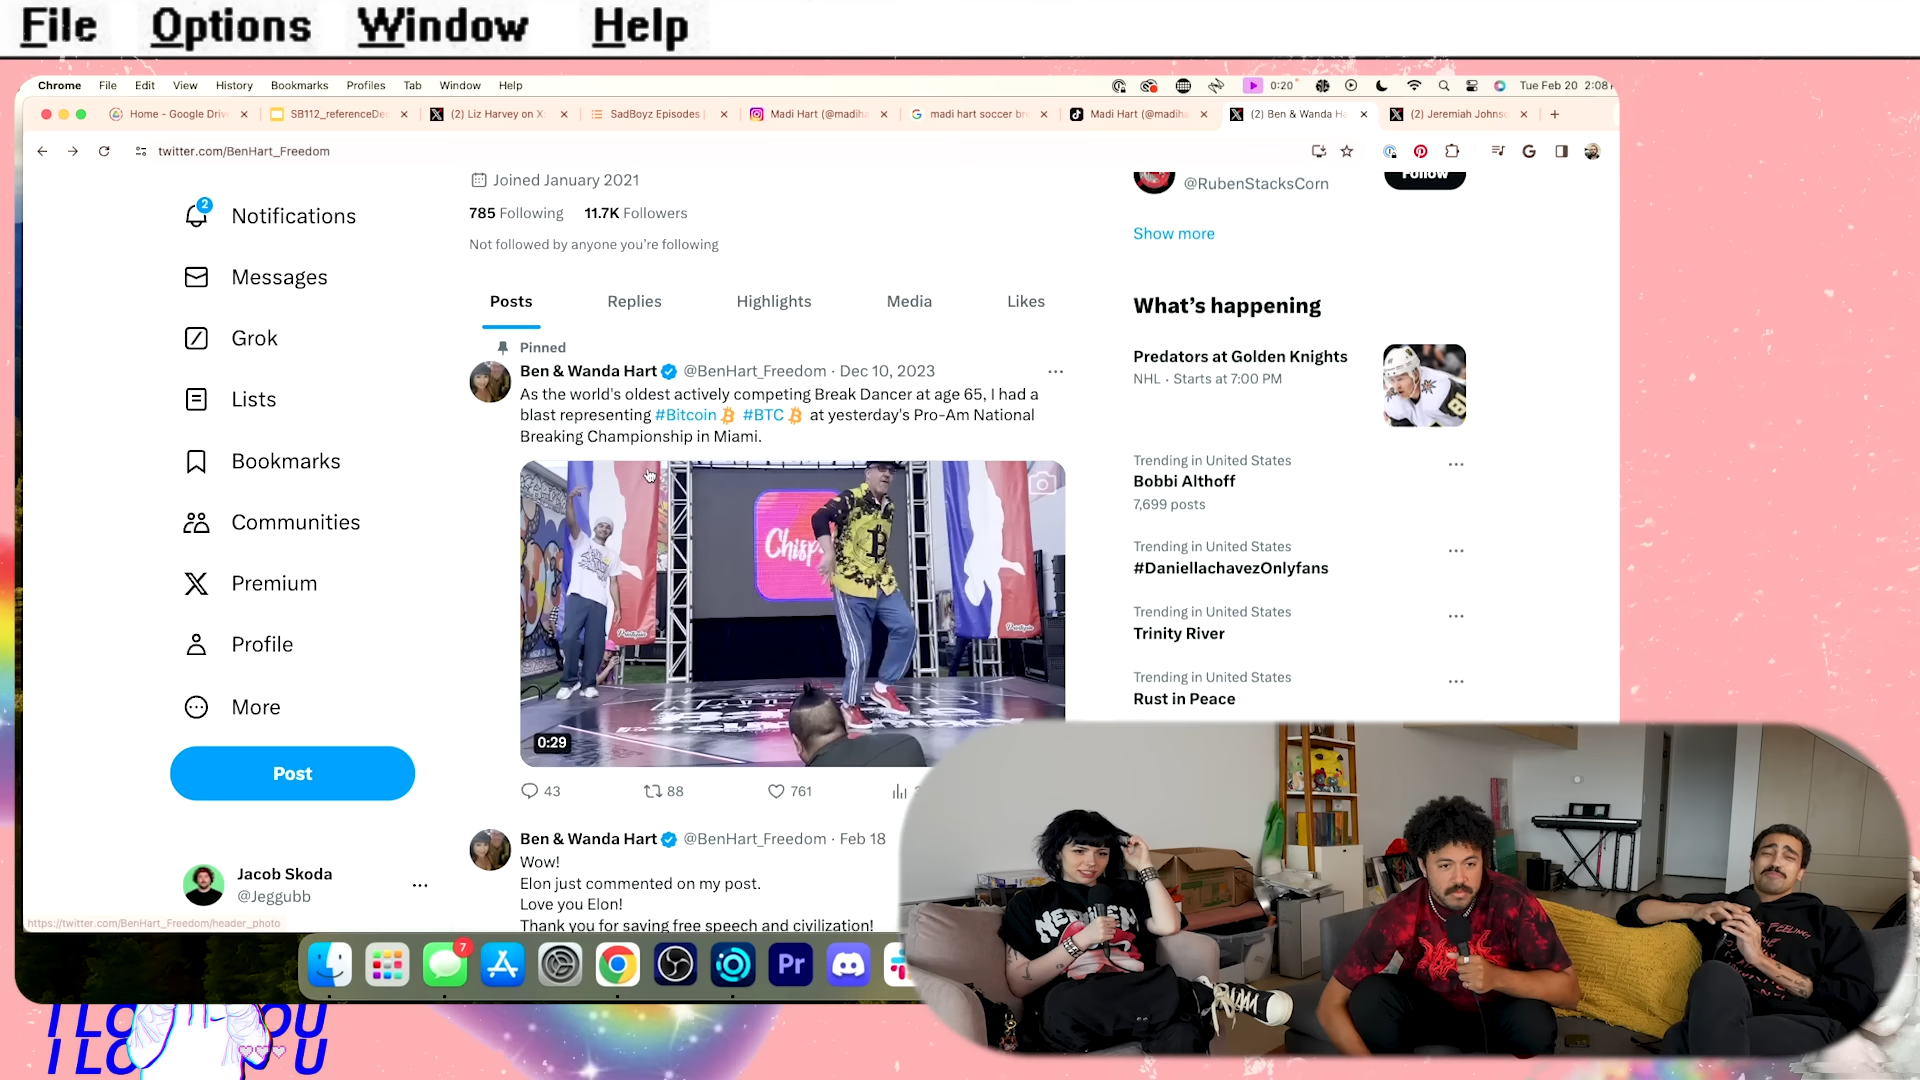 File Options Window Help
Chrome File Edit View History Bookmarks Profiles Tab Window Help
0:20
Tue Feb 20 2:08
Home - Google Driv
SB112_referenceDe
(2) Liz Harvey on X
SadBoyz Episodes
Madi Hart (@madiha
madi hart soccer br
Madi Hart (@madiha
(2) Ben & Wanda Ha
(2) Jeremiah Johns
twitter.com/BenHart_Freedom
2
Notifications
Messages
Grok
Lists
Bookmarks
Communities
Premium
Profile
More
Post
Jacob Skoda
@Jeggubb
https://twitter.com/BenHart_Freedom/header_photo
Joined January 2021
785 Following 11.7K Followers
Not followed by anyone you're following
Posts Replies Highlights Media Likes
Pinned
Ben & Wanda Hart @BenHart_Freedom · Dec 10, 2023
As the world's oldest actively competing Break Dancer at age 65, I had a
blast representing #Bitcoin #BTC at yesterday's Pro-Am National
Breaking Championship in Miami.
0:29
43 88 761
Ben & Wanda Hart @BenHart_Freedom · Feb 18
Wow!
Elon just commented on my post.
Love you Elon!
Thank you for saving free speech and civilization!
@RubenStacksCorn
Follow
Show more
What's happening
Predators at Golden Knights
NHL · Starts at 7:00 PM
Trending in United States
Bobbi Althoff
7,699 posts
Trending in United States
#DaniellachavezOnlyfans
Trending in United States
Trinity River
Trending in United States
Rust in Peace
7
Pr